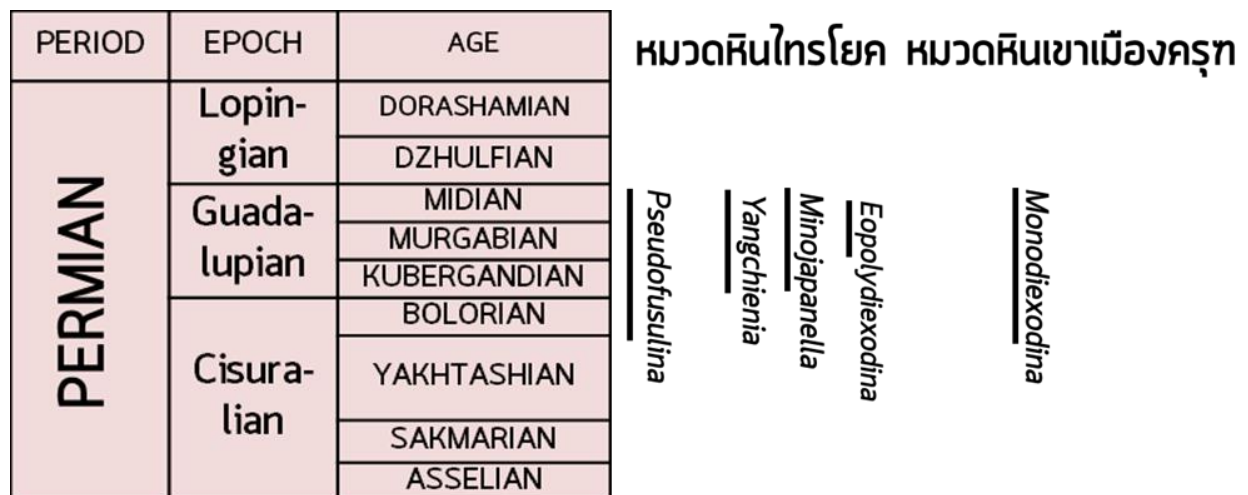 PERIOD EPOCH AGE หมวดหินไทรโยค หมวดหินเขาเมืองครุฑ
PERMIAN
Lopin-
gian
DORASHAMIAN
DZHULFIAN
Guada-
lupian
MIDIAN
MURGABIAN
KUBERGANDIAN
Cisura-
lian
BOLORIAN
YAKHTASHIAN
SAKMARIAN
ASSELIAN
Pseudofusulina
Yangchienia
Minojapanella
Eopolydiexodina
Monodiexodina